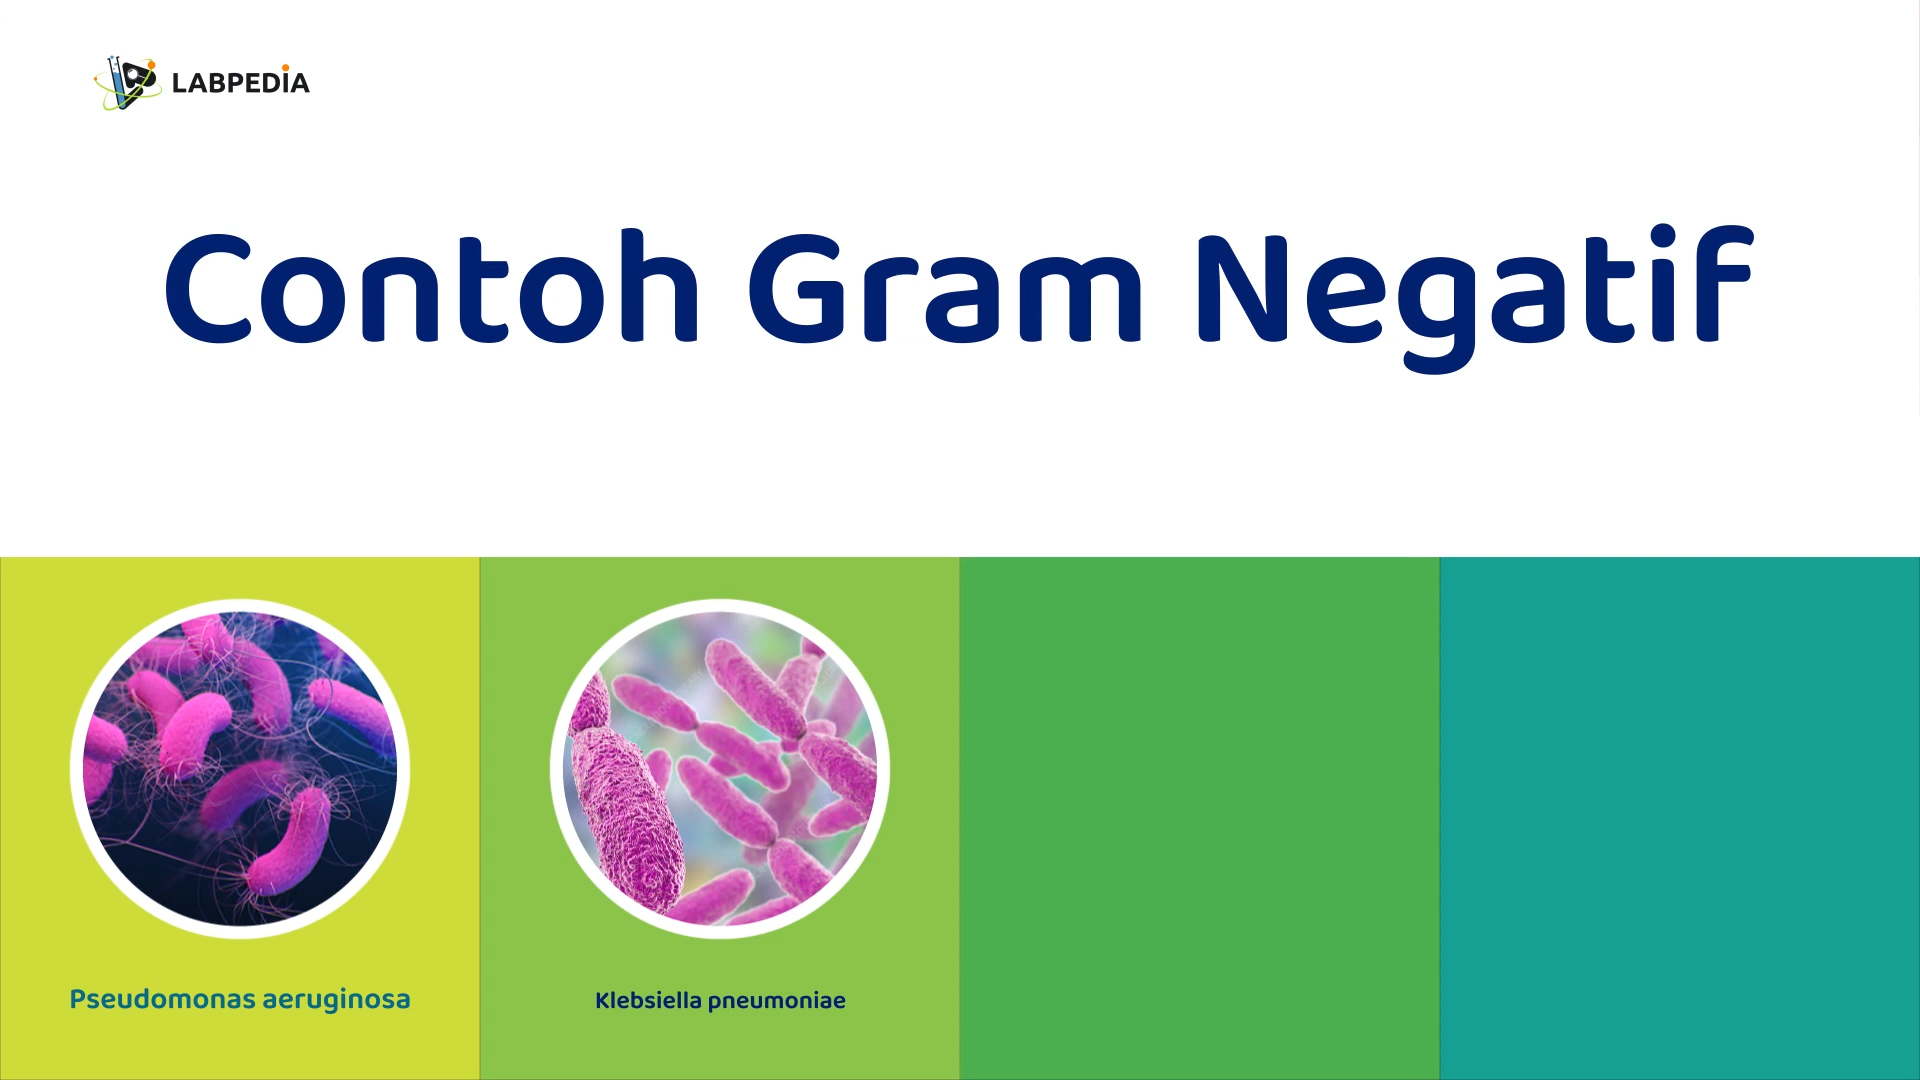 LABPEDIA
Contoh Gram Negatif
Pseudomonas aeruginosa
Klebsiella pneumoniae